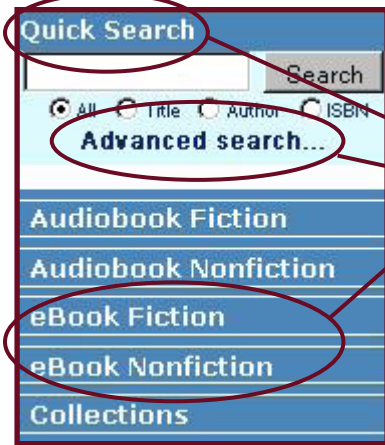 Quick Search
Search
All Title Author ISBN
Advanced search...
Audiobook Fiction
Audiobook Nonfiction
eBook Fiction
eBook Nonfiction
Collections